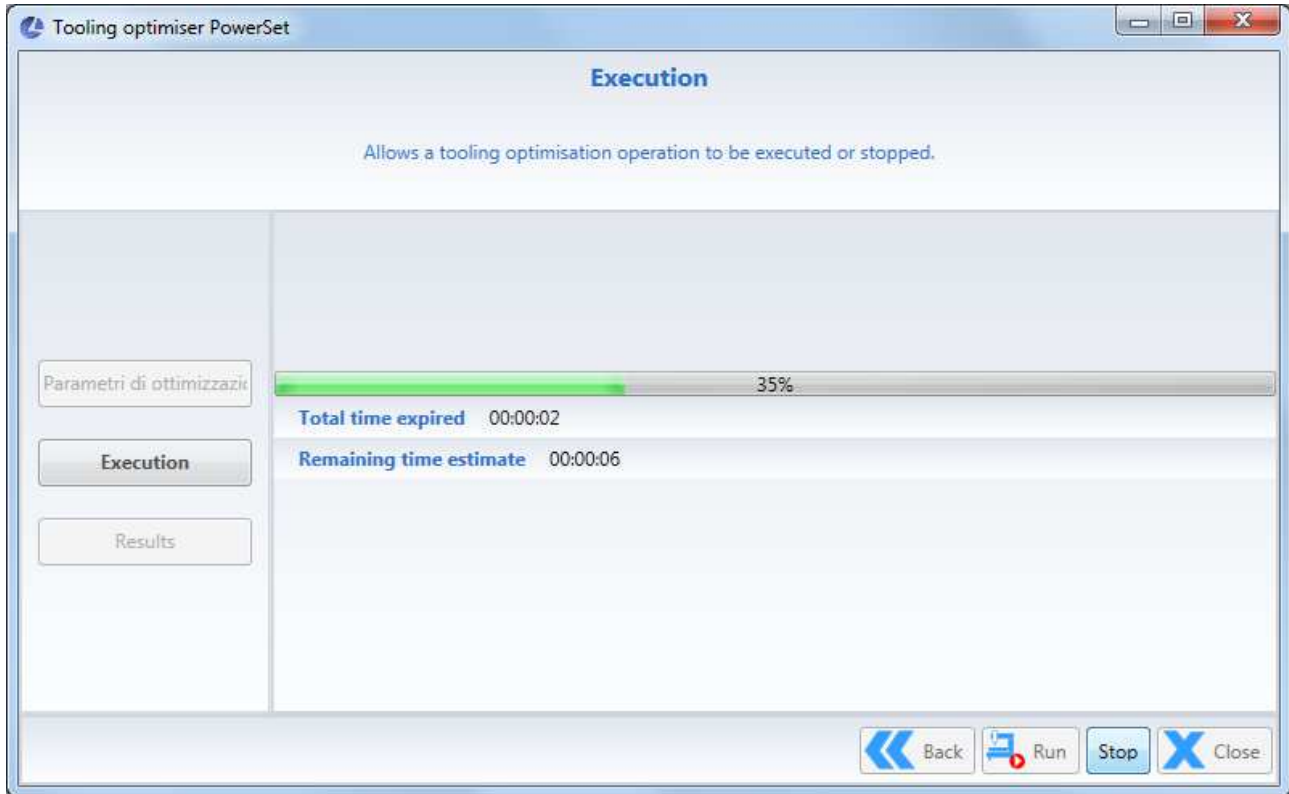 Tooling optimiser PowerSet
Execution
Allows a tooling optimisation operation to be executed or stopped.
Parametri di ottimizzazio
35%
Total time expired 00:00:02
Execution
Remaining time estimate 00:00:06
Results
Back Run Stop Close